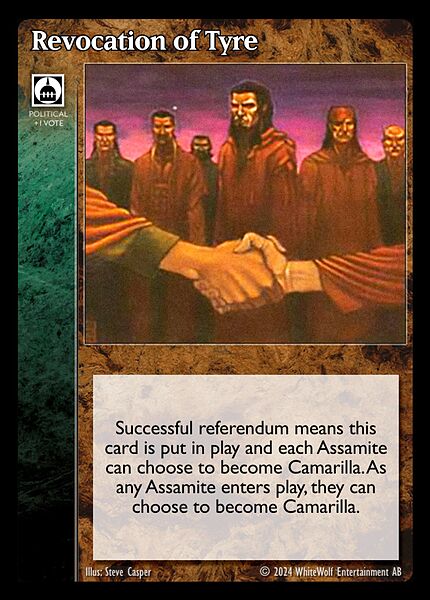 Revocation of Tyre
POLITICAL
+1 VOTE
Successful referendum means this
card is put in play and each Assamite
can choose to become Camarilla. As
any Assamite enters play, they can
choose to become Camarilla.
Illus: Steve Casper
© 2024 WhiteWolf Entertainment AB